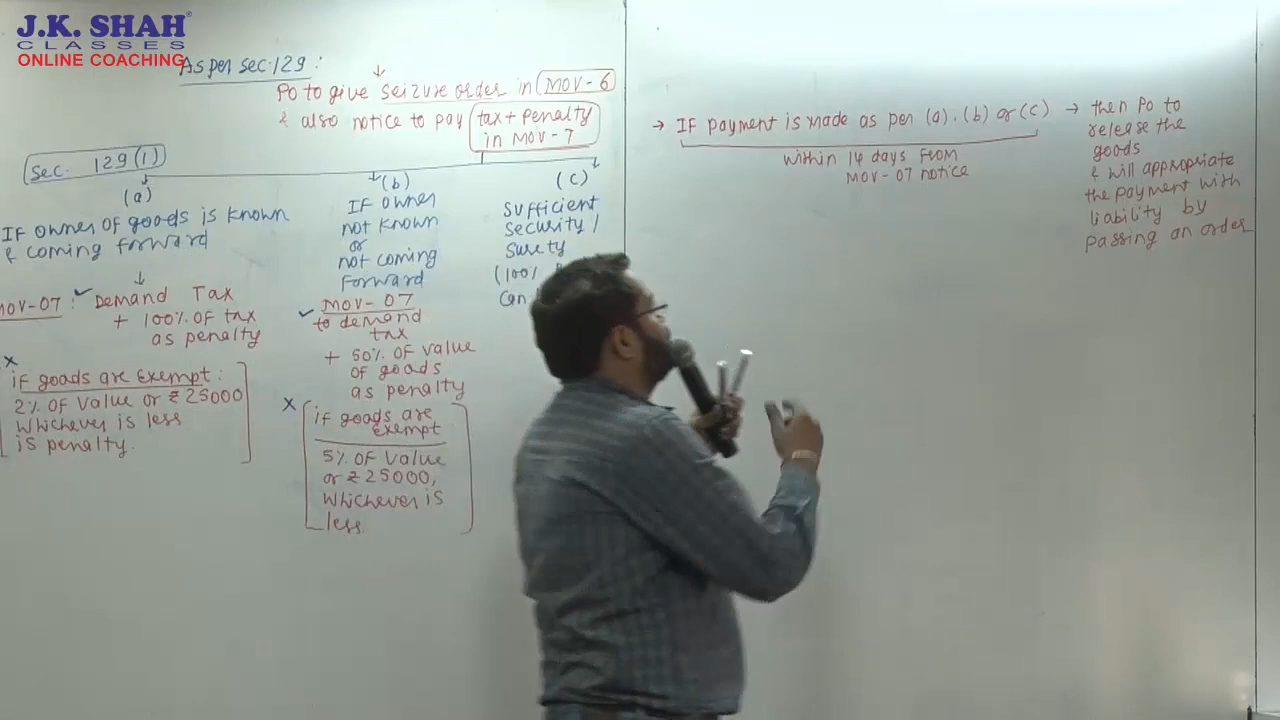 J.K. SHAH®
CLASSES
ONLINE COACHING
As per sec. 129 :
PO to give seizure order in MOV - 6
& also notice to pay tax + penalty
in MOV - 7
Sec. 129(1)
(a)
IF owner of goods is known
& coming forward
MOV-07 : Demand Tax
+ 100% of tax
as penalty
if goods are exempt :
2% of value or ₹ 25000
whichever is less
is penalty.
(b)
IF owner
not known
or
not coming
forward
MOV - 07
to demand
tax
+ 50% of value
of goods
as penalty
if goods are
exempt
5% of value
or ₹ 25000,
whichever is
less
(c)
sufficient
security /
surety
(100%
can
→ IF payment is made as per (a), (b) or (c)
within 14 days from
MOV - 07 notice
→ then PO to
release the
goods
& will appropriate
the payment with
liability by
passing an order